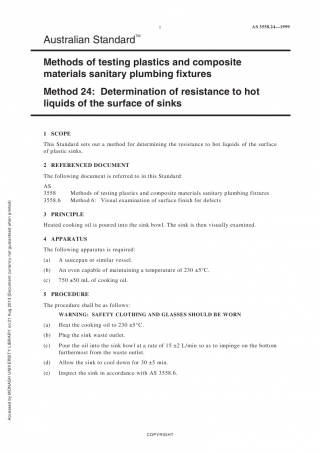 1
AS 3558.24—1999
Australian Standard™
Methods of testing plastics and composite
materials sanitary plumbing fixtures
Method 24: Determination of resistance to hot
liquids of the surface of sinks
1 SCOPE
This Standard sets out a method for determining the resistance to hot liquids of the surface
of plastic sinks.
2 REFERENCED DOCUMENT
The following document is referred to in this Standard:
AS
3558 Methods of testing plastics and composite materials sanitary plumbing fixtures
3558.6 Method 6: Visual examination of surface finish for defects
3 PRINCIPLE
Heated cooking oil is poured into the sink bowl. The sink is then visually examined.
4 APPARATUS
The following apparatus is required:
(a) A saucepan or similar vessel.
(b) An oven capable of maintaining a temperature of 230 ±5°C.
(c) 750 ±50 mL of cooking oil.
5 PROCEDURE
The procedure shall be as follows:
WARNING: SAFETY CLOTHING AND GLASSES SHOULD BE WORN
(a) Heat the cooking oil to 230 ±5°C.
(b) Plug the sink waste outlet.
(c) Pour the oil into the sink bowl at a rate of 15 ±2 L/min so as to impinge on the bottom
furthermost from the waste outlet.
(d) Allow the sink to cool down for 30 ±5 min.
(e) Inspect the sink in accordance with AS 3558.6.
Accessed by MONASH UNIVERSITY LIBRARY on 21 Aug 2013 (Document currency not guaranteed when printed)
COPYRIGHT